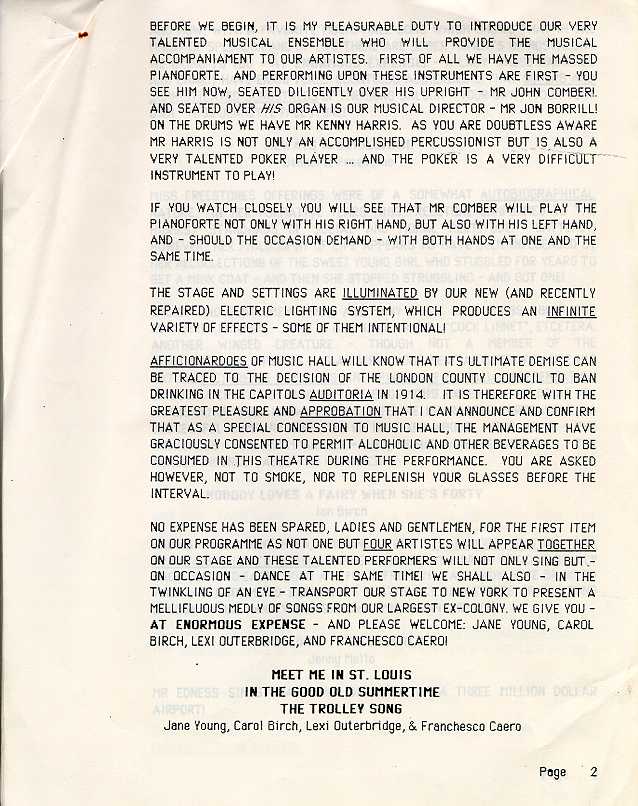 BEFORE WE BEGIN, IT IS MY PLEASURABLE DUTY TO INTRODUCE OUR VERY
TALENTED MUSICAL ENSEMBLE WHO WILL PROVIDE THE MUSICAL
ACCOMPANIAMENT TO OUR ARTISTES. FIRST OF ALL WE HAVE THE MASSED
PIANOFORTE. AND PERFORMING UPON THESE INSTRUMENTS ARE FIRST - YOU
SEE HIM NOW, SEATED DILIGENTLY OVER HIS UPRIGHT - MR JOHN COMBER!.
AND SEATED OVER HIS ORGAN IS OUR MUSICAL DIRECTOR - MR JON BORRILL!
ON THE DRUMS WE HAVE MR KENNY HARRIS. AS YOU ARE DOUBTLESS AWARE
MR HARRIS IS NOT ONLY AN ACCOMPLISHED PERCUSSIONIST BUT IS ALSO A
VERY TALENTED POKER PLAYER ... AND THE POKER IS A VERY DIFFICULT
INSTRUMENT TO PLAY!
IF YOU WATCH CLOSELY YOU WILL SEE THAT MR COMBER WILL PLAY THE
PIANOFORTE NOT ONLY WITH HIS RIGHT HAND, BUT ALSO WITH HIS LEFT HAND,
AND - SHOULD THE OCCASION DEMAND - WITH BOTH HANDS AT ONE AND THE
SAME TIME.
THE STAGE AND SETTINGS ARE ILLUMINATED BY OUR NEW (AND RECENTLY
REPAIRED) ELECTRIC LIGHTING SYSTEM, WHICH PRODUCES AN INFINITE
VARIETY OF EFFECTS - SOME OF THEM INTENTIONAL!
AFFICIONARDOES OF MUSIC HALL WILL KNOW THAT ITS ULTIMATE DEMISE CAN
BE TRACED TO THE DECISION OF THE LONDON COUNTY COUNCIL TO BAN
DRINKING IN THE CAPITOLS AUDITORIA IN 1914. IT IS THEREFORE WITH THE
GREATEST PLEASURE AND APPROBATION THAT I CAN ANNOUNCE AND CONFIRM
THAT AS A SPECIAL CONCESSION TO MUSIC HALL, THE MANAGEMENT HAVE
GRACIOUSLY CONSENTED TO PERMIT ALCOHOLIC AND OTHER BEVERAGES TO BE
CONSUMED IN THIS THEATRE DURING THE PERFORMANCE. YOU ARE ASKED
HOWEVER, NOT TO SMOKE, NOR TO REPLENISH YOUR GLASSES BEFORE THE
INTERVAL.
NO EXPENSE HAS BEEN SPARED, LADIES AND GENTLEMEN, FOR THE FIRST ITEM
ON OUR PROGRAMME AS NOT ONE BUT FOUR ARTISTES WILL APPEAR TOGETHER
ON OUR STAGE AND THESE TALENTED PERFORMERS WILL NOT ONLY SING BUT -
ON OCCASION - DANCE AT THE SAME TIME! WE SHALL ALSO - IN THE
TWINKLING OF AN EYE - TRANSPORT OUR STAGE TO NEW YORK TO PRESENT A
MELLIFLUOUS MEDLY OF SONGS FROM OUR LARGEST EX-COLONY. WE GIVE YOU -
AT ENORMOUS EXPENSE - AND PLEASE WELCOME: JANE YOUNG, CAROL
BIRCH, LEXI OUTERBRIDGE, AND FRANCHESCO CAERO!
MEET ME IN ST. LOUIS
IN THE GOOD OLD SUMMERTIME
THE TROLLEY SONG
Jane Young, Carol Birch, Lexi Outerbridge, & Franchesco Caero
Page 2